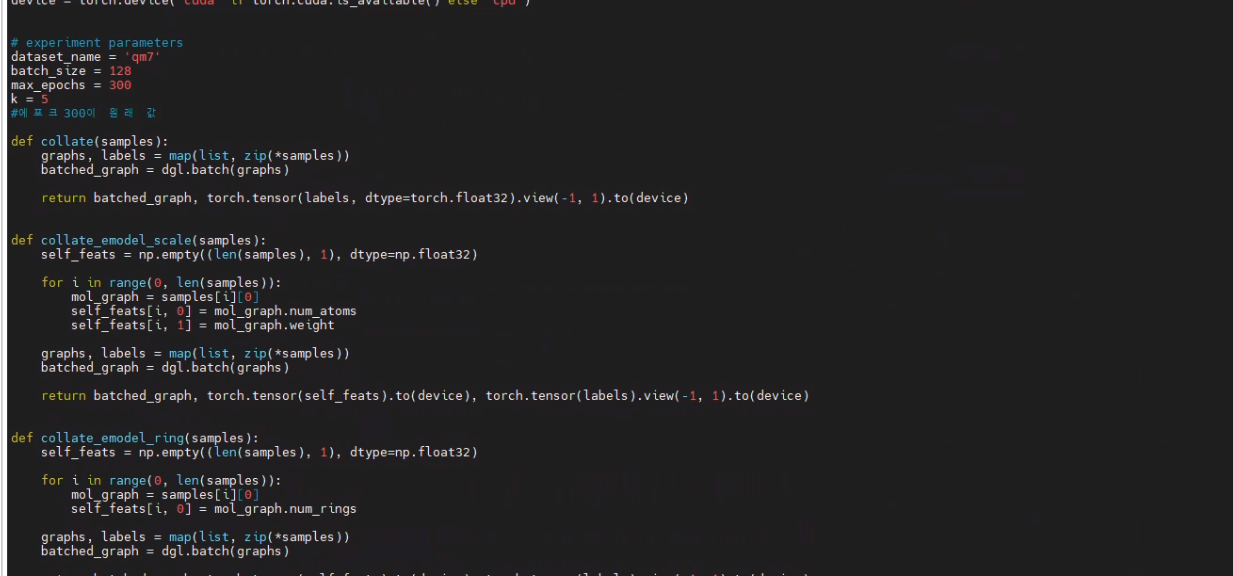 device = torch.device('cuda' if torch.cuda.is_available() else 'cpu')
# experiment parameters
dataset_name = 'qm7'
batch_size = 128
max_epochs = 300
k = 5
#에 포 크 300이 원 래 값
def collate(samples):
    graphs, labels = map(list, zip(*samples))
    batched_graph = dgl.batch(graphs)
    return batched_graph, torch.tensor(labels, dtype=torch.float32).view(-1, 1).to(device)
def collate_emodel_scale(samples):
    self_feats = np.empty((len(samples), 1), dtype=np.float32)
    for i in range(0, len(samples)):
        mol_graph = samples[i][0]
        self_feats[i, 0] = mol_graph.num_atoms
        self_feats[i, 1] = mol_graph.weight
    graphs, labels = map(list, zip(*samples))
    batched_graph = dgl.batch(graphs)
    return batched_graph, torch.tensor(self_feats).to(device), torch.tensor(labels).view(-1, 1).to(device)
def collate_emodel_ring(samples):
    self_feats = np.empty((len(samples), 1), dtype=np.float32)
    for i in range(0, len(samples)):
        mol_graph = samples[i][0]
        self_feats[i, 0] = mol_graph.num_rings
    graphs, labels = map(list, zip(*samples))
    batched_graph = dgl.batch(graphs)